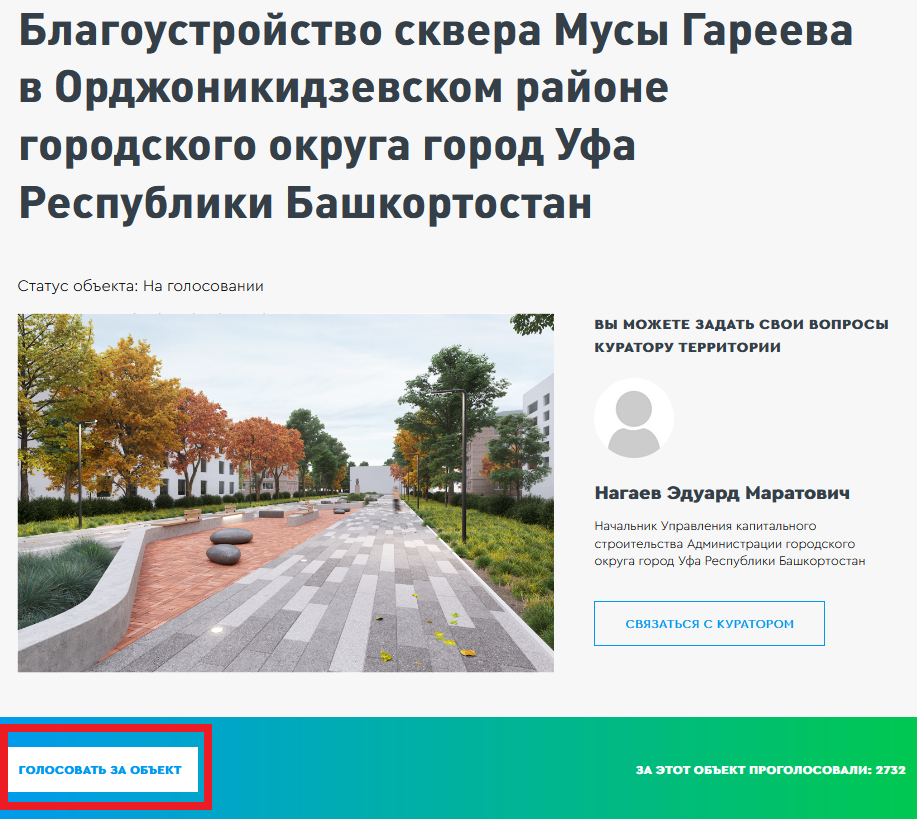 Благоустройство сквера Мусы Гареева
в Орджоникидзевском районе
городского округа город Уфа
Республики Башкортостан
Статус объекта: На голосовании
ВЫ МОЖЕТЕ ЗАДАТЬ СВОИ ВОПРОСЫ
КУРАТОРУ ТЕРРИТОРИИ
Нагаев Эдуард Маратович
Начальник Управления капитального
строительства Администрации городского
округа город Уфа Республики Башкортостан
СВЯЗАТЬСЯ С КУРАТОРОМ
ГОЛОСОВАТЬ ЗА ОБЪЕКТ
ЗА ЭТОТ ОБЪЕКТ ПРОГОЛОСОВАЛИ: 2732